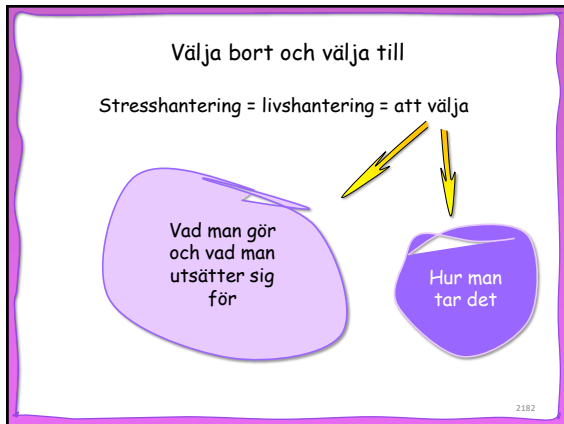 Välja bort och välja till
Stresshantering = livshantering = att välja
Vad man gör
och vad man
utsätter sig
för
Hur man
tar det
2182